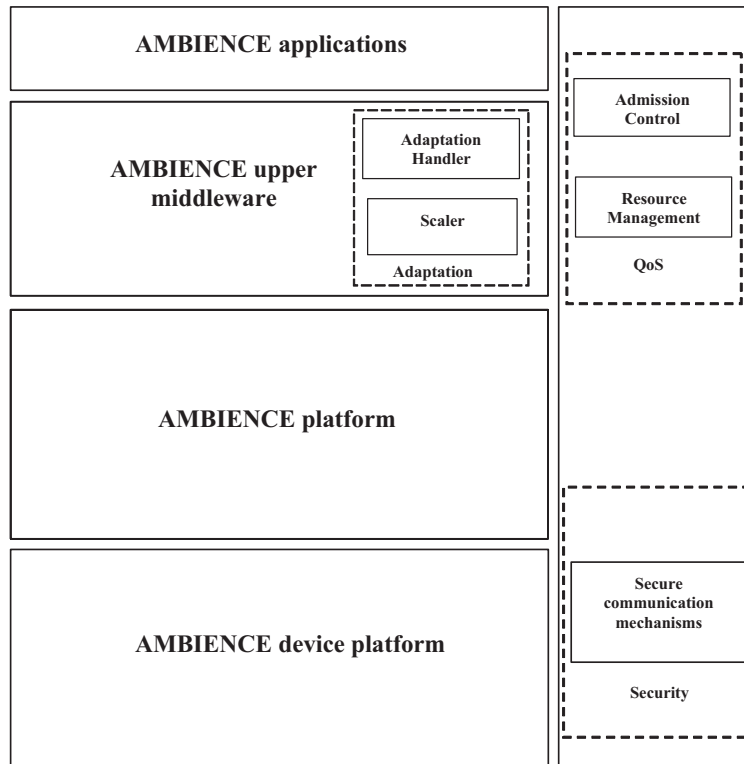 AMBIENCE applications
AMBIENCE upper
middleware
Adaptation
Handler
Scaler
Adaptation
AMBIENCE platform
AMBIENCE device platform
Admission
Control
Resource
Management
QoS
Secure
communication
mechanisms
Security